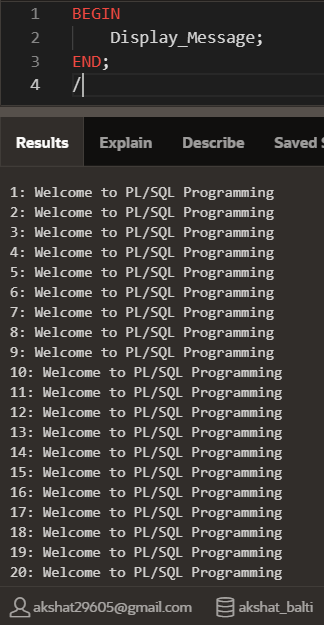 1 BEGIN
2 Display_Message;
3 END;
4 /
Results Explain Describe Saved S
1: Welcome to PL/SQL Programming
2: Welcome to PL/SQL Programming
3: Welcome to PL/SQL Programming
4: Welcome to PL/SQL Programming
5: Welcome to PL/SQL Programming
6: Welcome to PL/SQL Programming
7: Welcome to PL/SQL Programming
8: Welcome to PL/SQL Programming
9: Welcome to PL/SQL Programming
10: Welcome to PL/SQL Programming
11: Welcome to PL/SQL Programming
12: Welcome to PL/SQL Programming
13: Welcome to PL/SQL Programming
14: Welcome to PL/SQL Programming
15: Welcome to PL/SQL Programming
16: Welcome to PL/SQL Programming
17: Welcome to PL/SQL Programming
18: Welcome to PL/SQL Programming
19: Welcome to PL/SQL Programming
20: Welcome to PL/SQL Programming
akshat29605@gmail.com akshat_balti